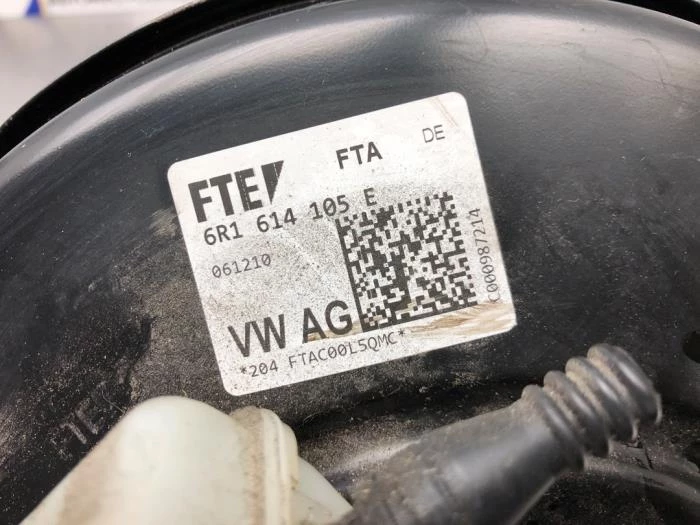 FTE FTA DE
6R1 614 105 E
061210
C000987214
VW AG
*204 FTAC00L5QMC*